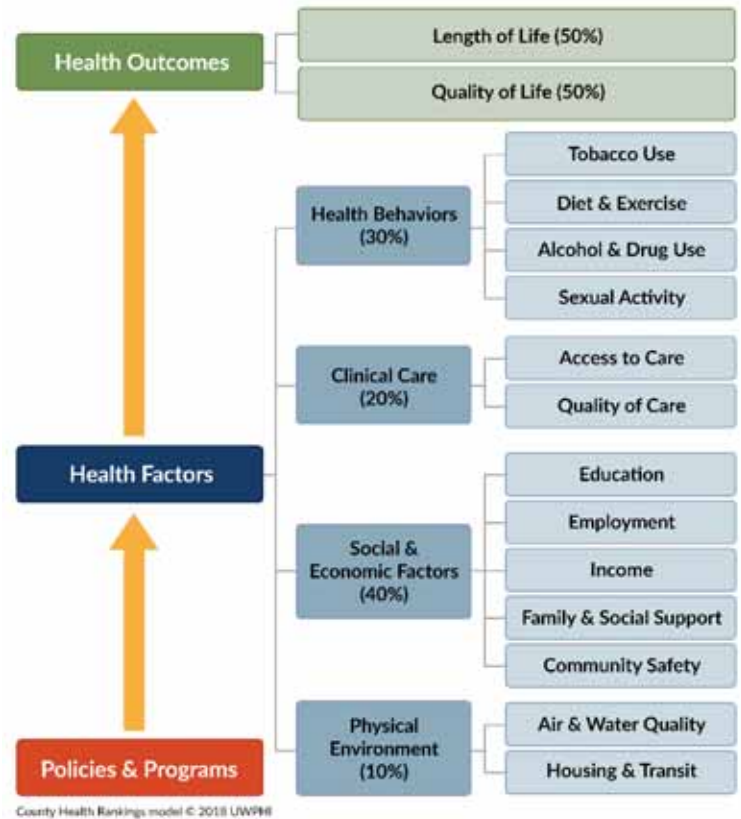 Health Outcomes
Length of Life (50%)
Quality of Life (50%)
Health Factors
Health Behaviors
(30%)
Tobacco Use
Diet & Exercise
Alcohol & Drug Use
Sexual Activity
Clinical Care
(20%)
Access to Care
Quality of Care
Social &
Economic Factors
(40%)
Education
Employment
Income
Family & Social Support
Community Safety
Physical
Environment
(10%)
Air & Water Quality
Housing & Transit
Policies & Programs
County Health Rankings model © 2018 UWPHI